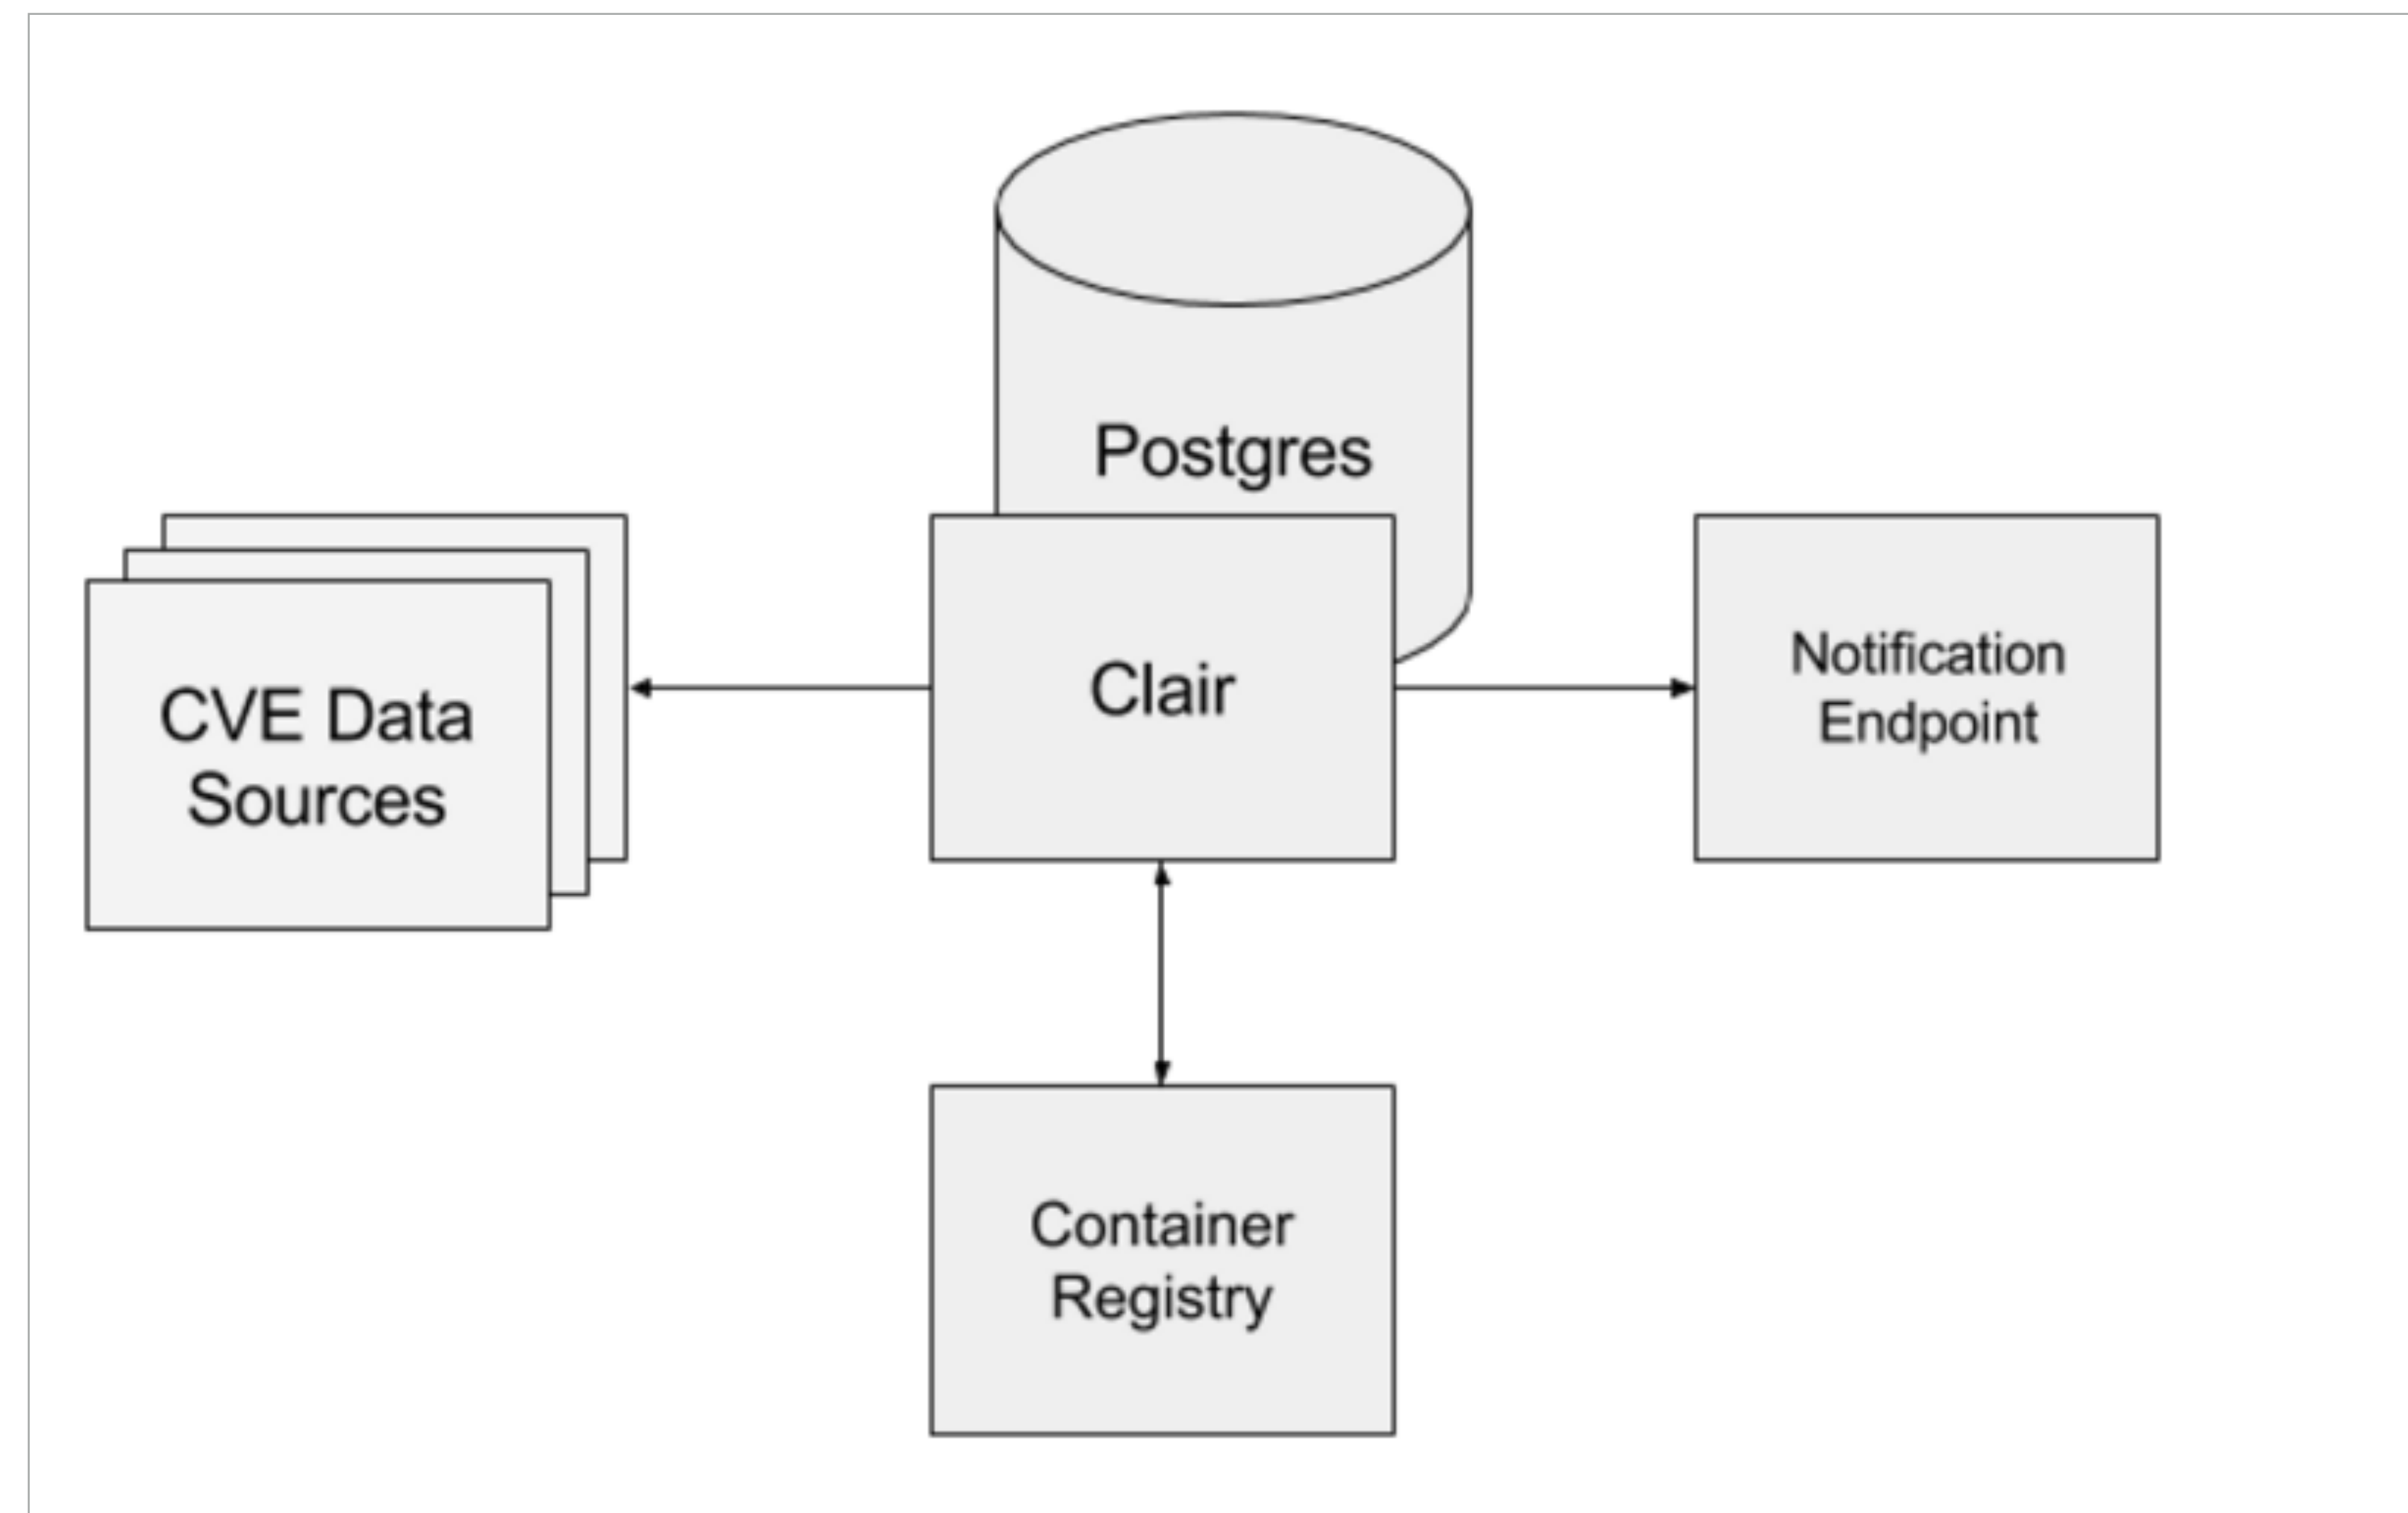 Postgres
CVE Data
Sources
Clair
Notification
Endpoint
Container
Registry